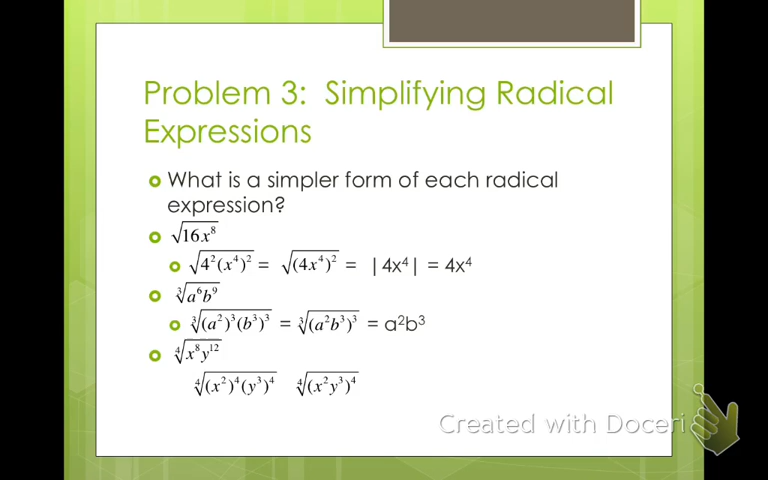 Problem 3: Simplifying Radical
Expressions
What is a simpler form of each radical
expression?
√16x⁸
√4²(x⁴)² = √(4x⁴)² = |4x⁴| = 4x⁴
∛a⁶b⁹
∛(a²)³(b³)³ = ∛(a²b³)³ = a²b³
∜x⁸y¹²
∜(x²)⁴(y³)⁴ ∜(x²y³)⁴
Created with Doceri